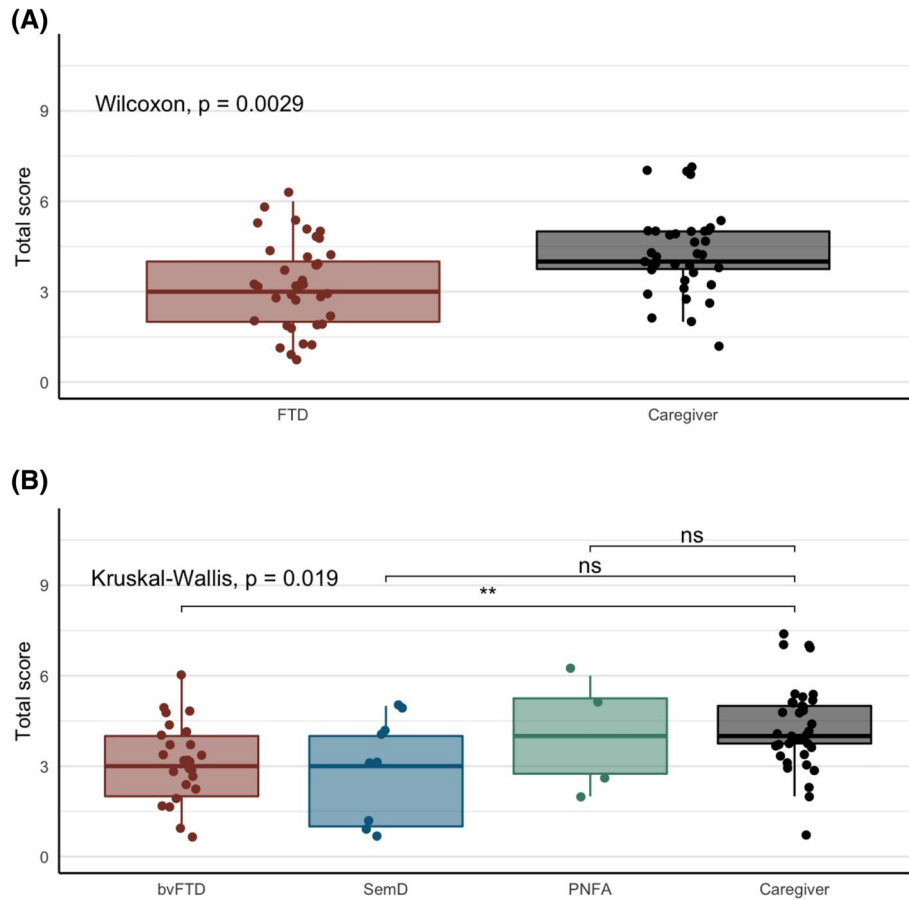 (A)
Wilcoxon, p = 0.0029
Total score
9
6
3
0
FTD Caregiver
(B)
ns
ns
Kruskal-Wallis, p = 0.019
**
Total score
9
6
3
0
bvFTD SemD PNFA Caregiver